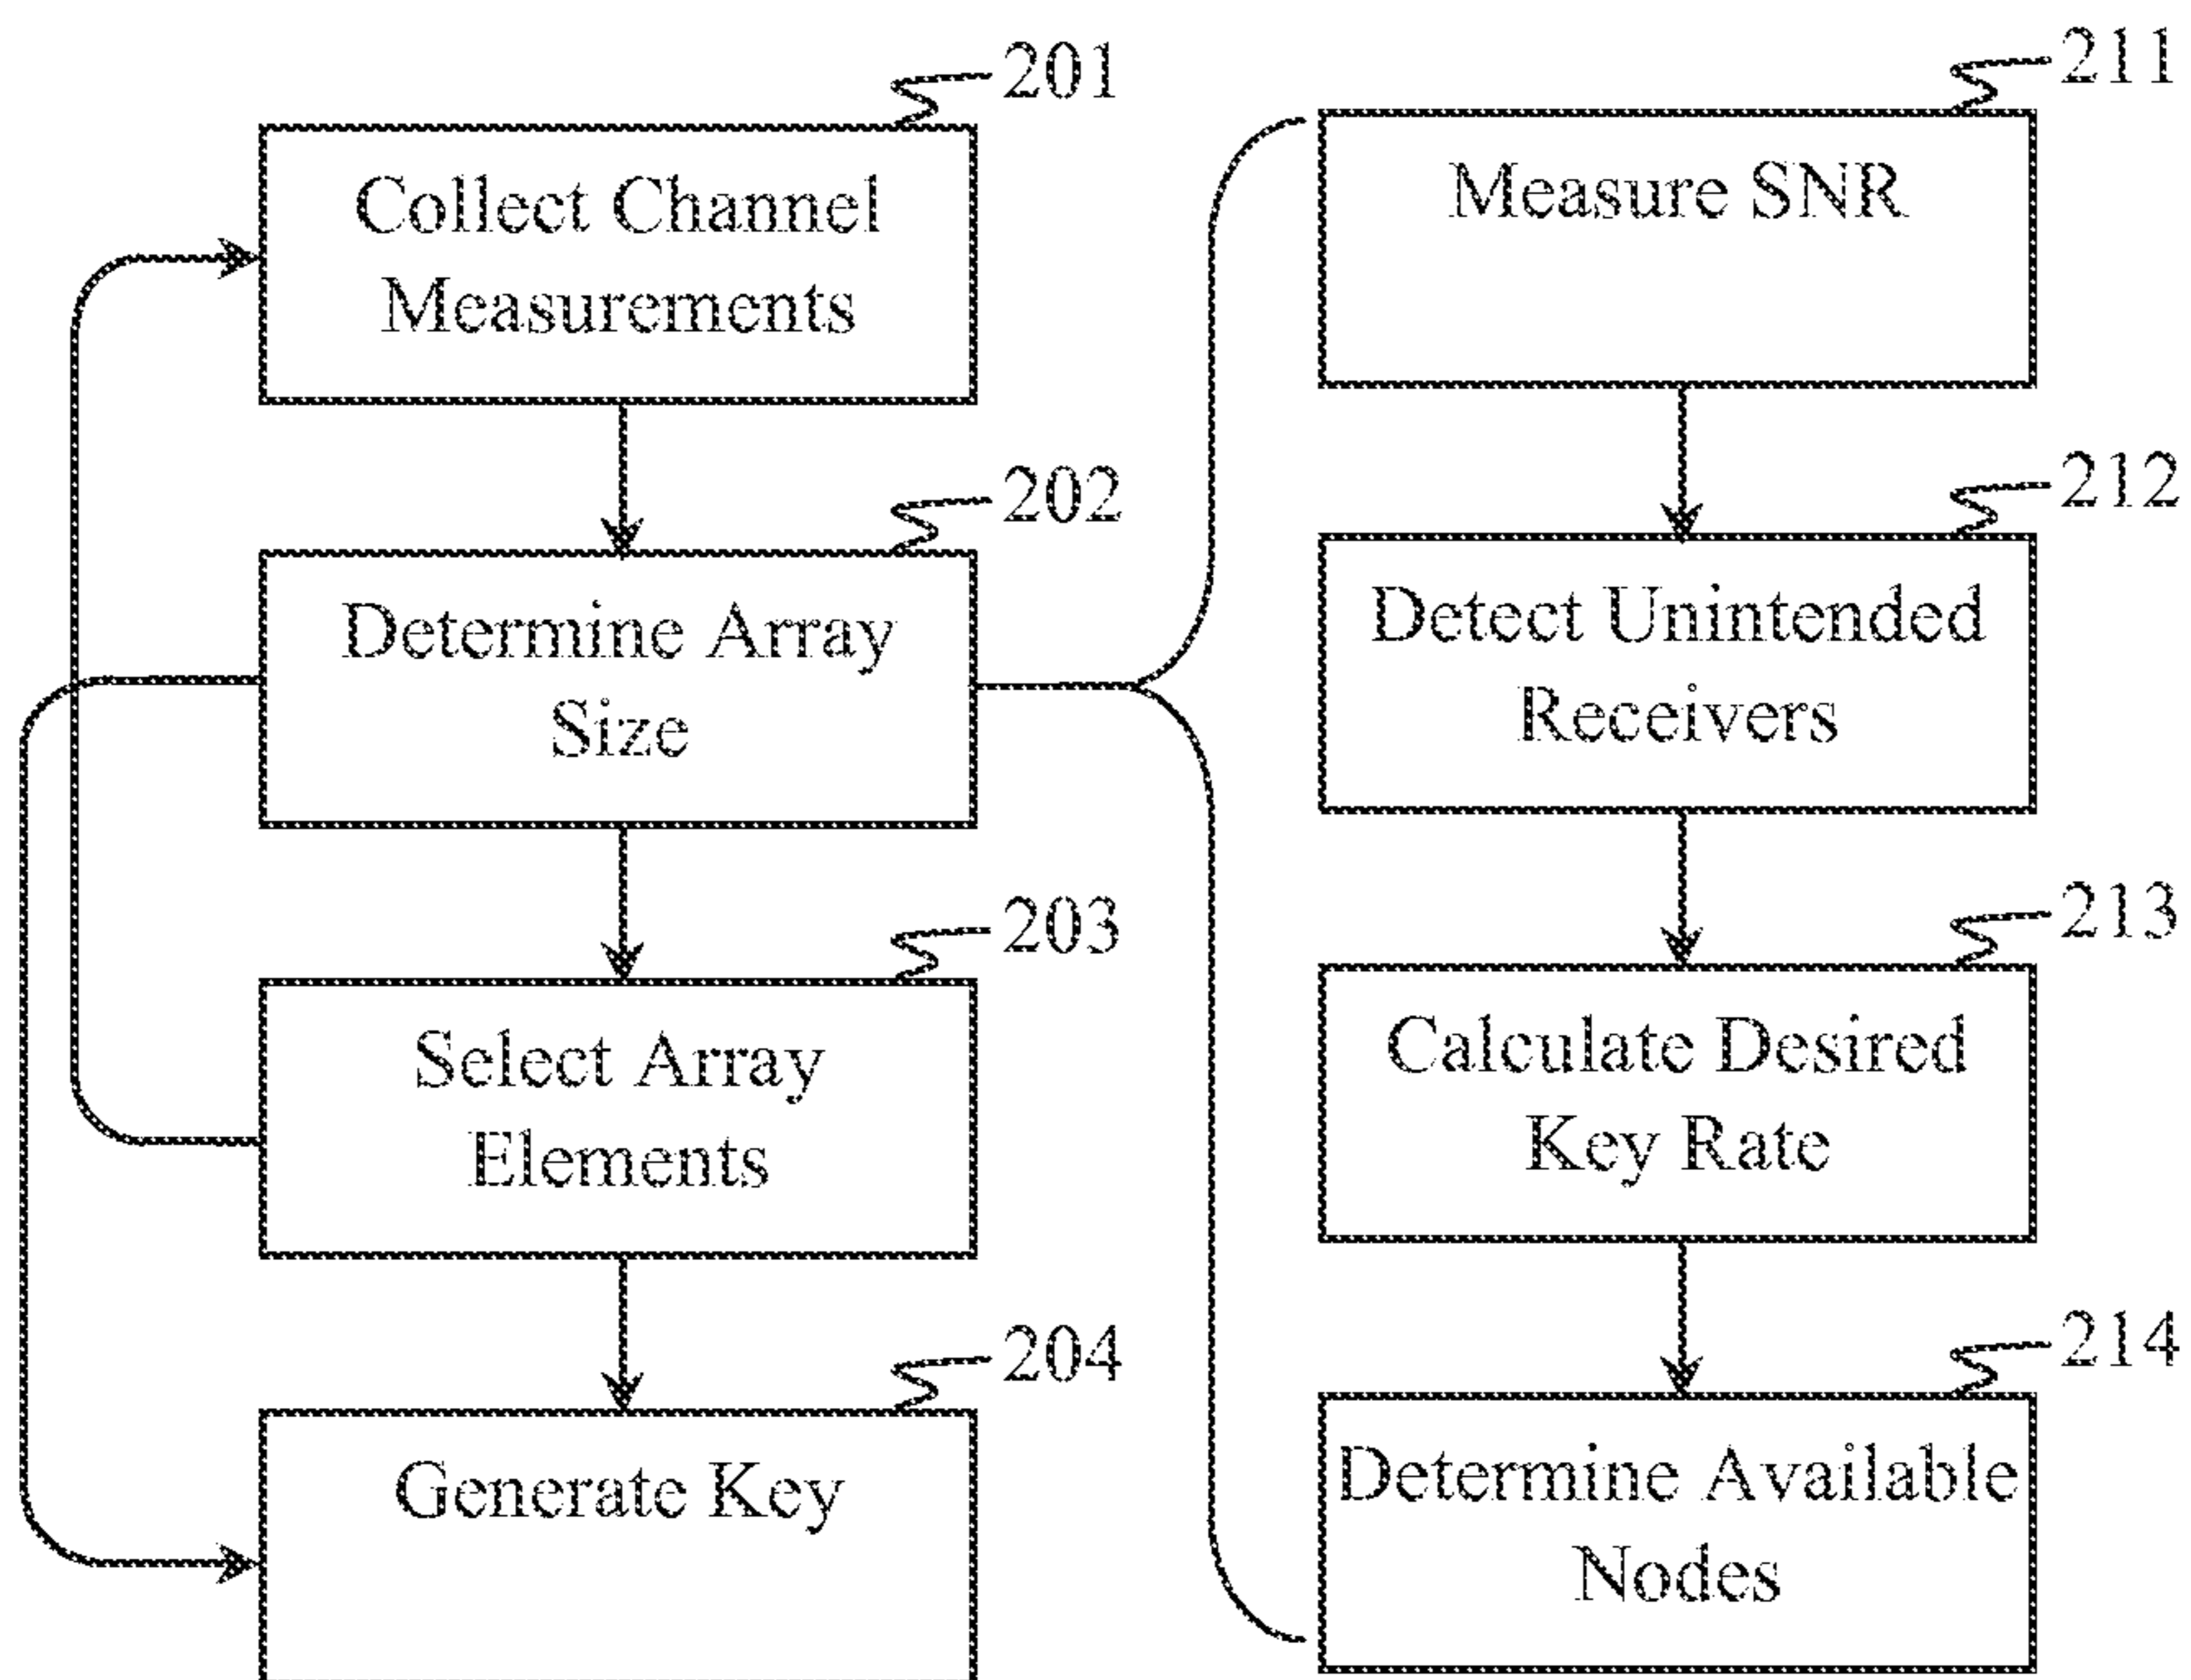 201
Collect Channel
Measurements
202
Determine Array
Size
203
Select Array
Elements
204
Generate Key
211
Measure SNR
212
Detect Unintended
Receivers
213
Calculate Desired
Key Rate
214
Determine Available
Nodes